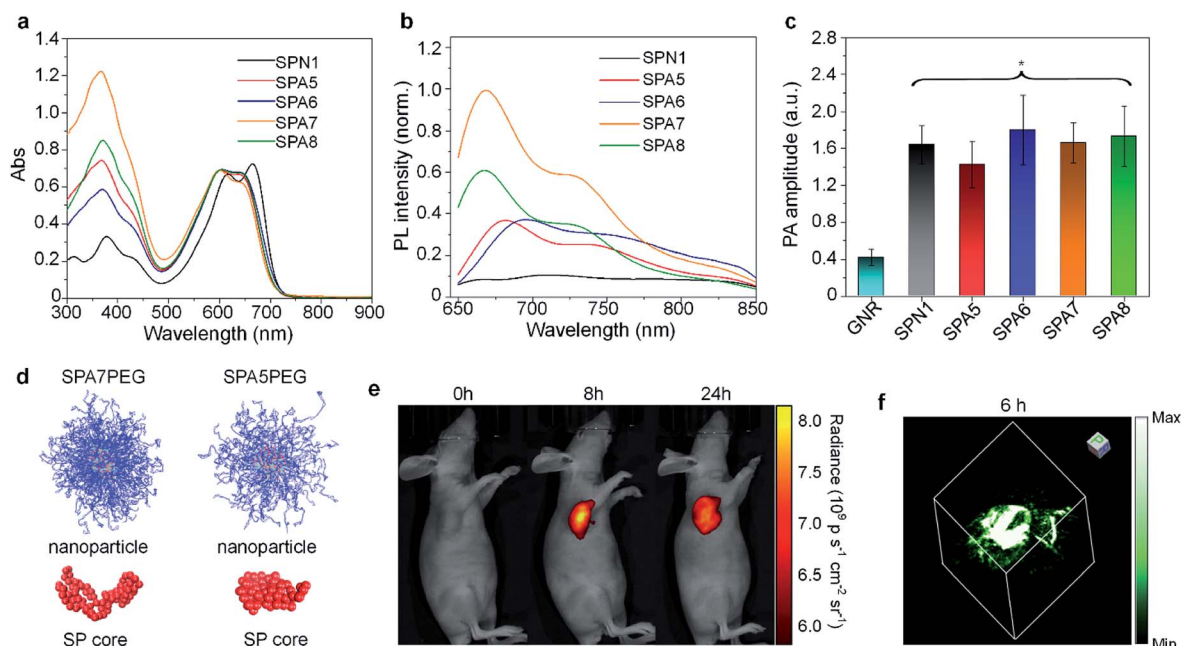 a
1.4
1.2
1.0
0.8
0.6
0.4
0.2
0
Abs
300 400 500 600 700 800 900
Wavelength (nm)
SPN1
SPA5
SPA6
SPA7
SPA8
b
1.0
0.8
0.6
0.4
0.2
0
PL intensity (norm.)
650 700 750 800 850
Wavelength (nm)
SPN1
SPA5
SPA6
SPA7
SPA8
c
2.8
2.4
2.0
1.6
1.2
0.8
0.4
0
PA amplitude (a.u.)
*
GNR SPN1 SPA5 SPA6 SPA7 SPA8
d
SPA7PEG SPA5PEG
nanoparticle nanoparticle
SP core SP core
e
0h 8h 24h
8.0
7.5
7.0
6.5
6.0
Radiance (10⁹ p s⁻¹ cm⁻² sr⁻¹)
f
6 h
P
Max
Min